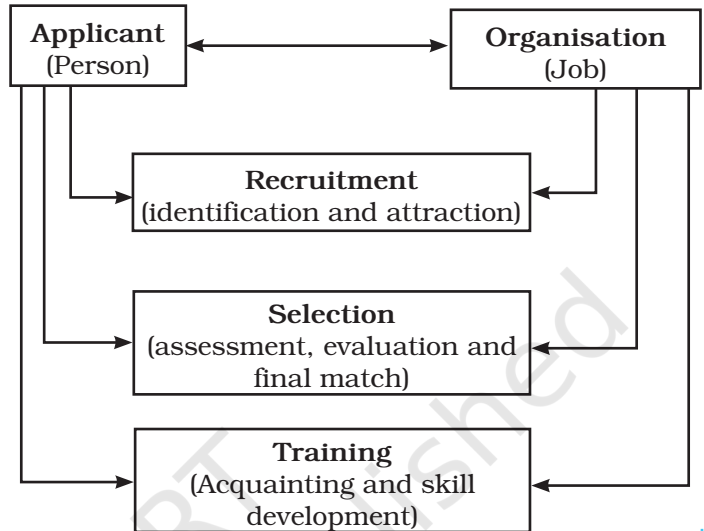 Applicant
(Person)
Organisation
(Job)
Recruitment
(identification and attraction)
Selection
(assessment, evaluation and
final match)
Training
(Acquainting and skill
development)